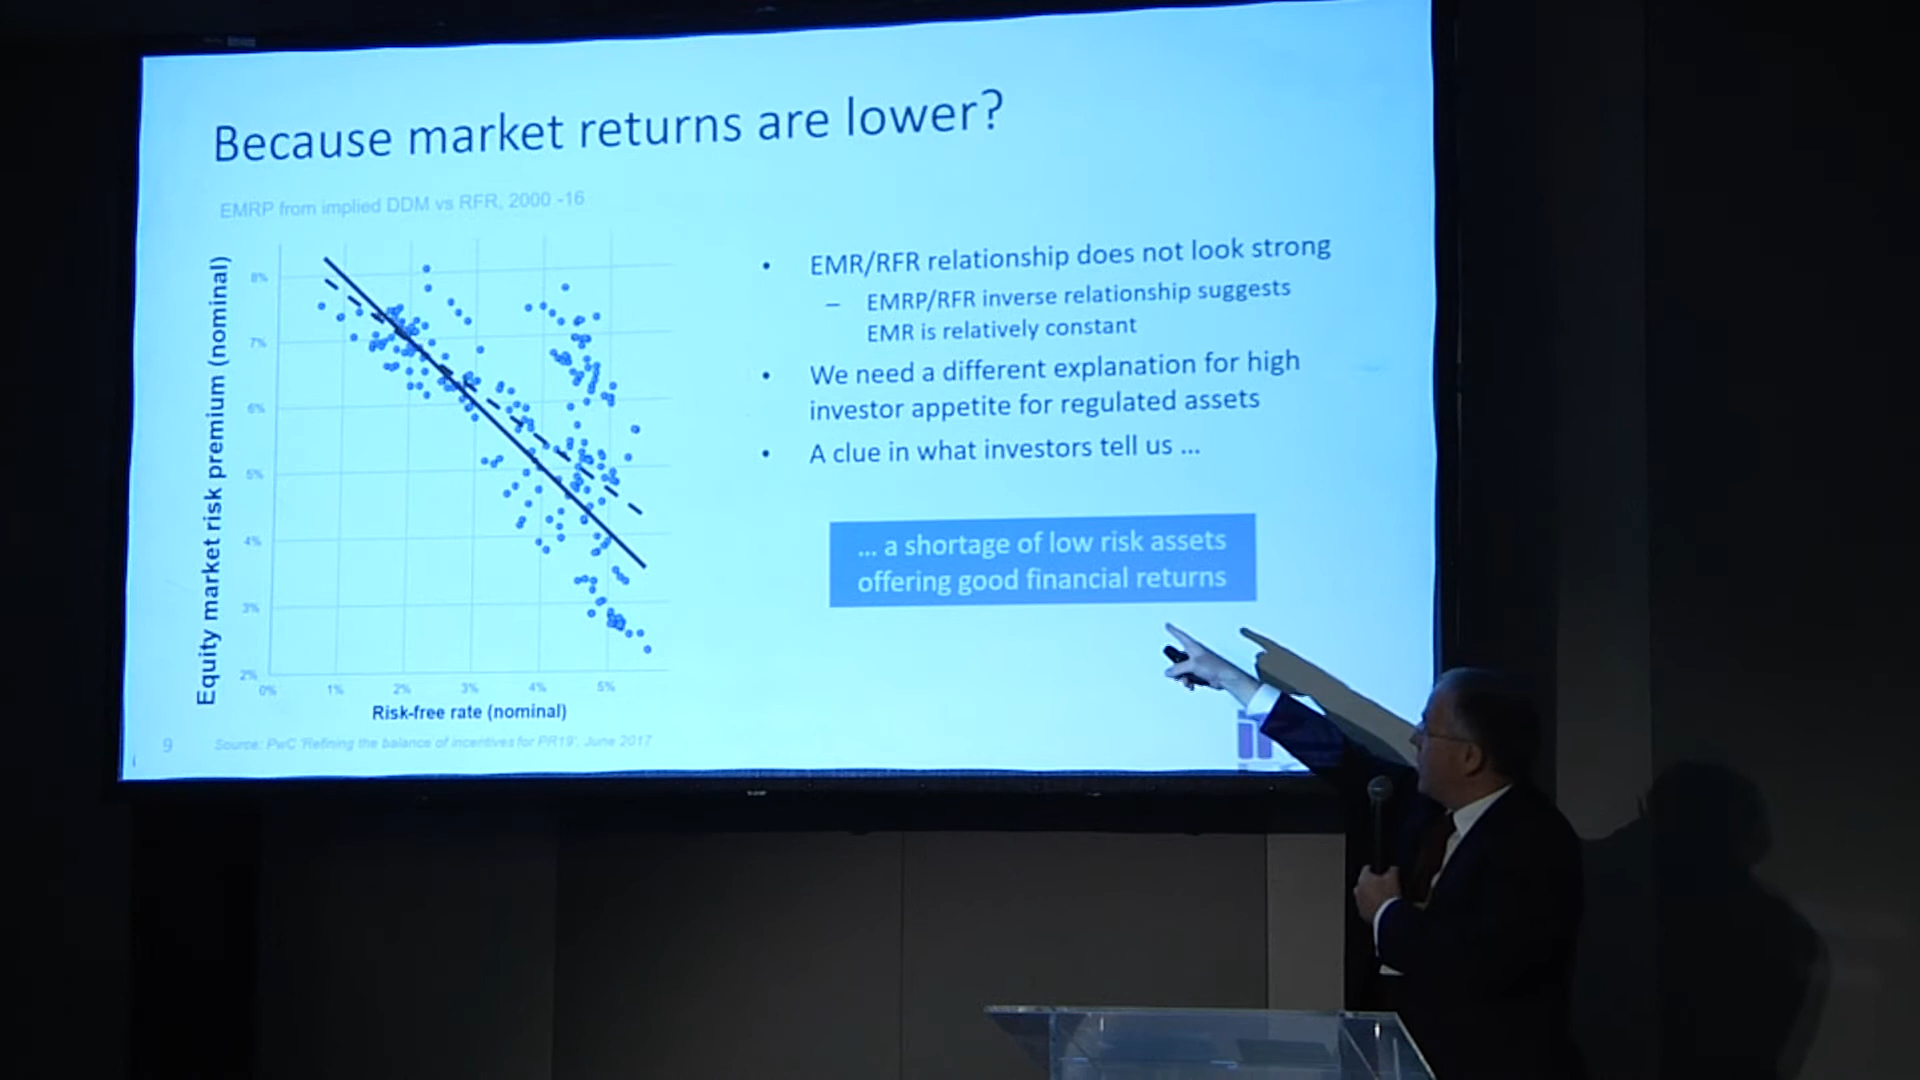 Because market returns are lower?
EMRP from implied DDM vs RFR, 2000 -16
Equity market risk premium (nominal)
8%
7%
6%
5%
4%
3%
2%
0% 1% 2% 3% 4% 5%
Risk-free rate (nominal)
• EMR/RFR relationship does not look strong
– EMRP/RFR inverse relationship suggests
EMR is relatively constant
• We need a different explanation for high
investor appetite for regulated assets
• A clue in what investors tell us ...
... a shortage of low risk assets
offering good financial returns
9
Source: PwC 'Refining the balance of incentives for PR19', June 2017